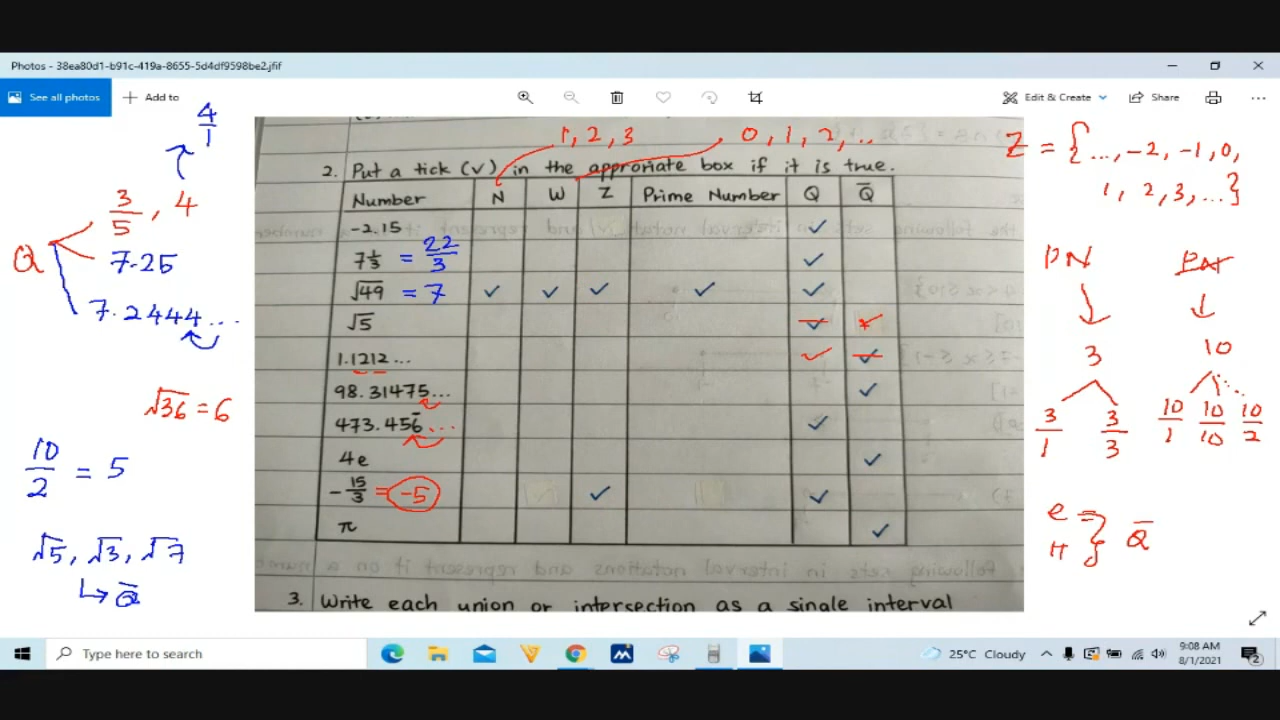 Photos - 38ea80d1-b91c-419a-8655-5d4df9598be2.jfif
See all photos
Add to
Edit & Create
Share
4/1
3/5, 4
Q
7.25
7.2444...
√36 = 6
10/2 = 5
√5, √3, √7
↳ Q̄
1, 2, 3
0, 1, 2, ..
2. Put a tick (√) in the approriate box if it is true.
Number N W Z Prime Number Q Q̄
-2.15 ✓
7⅓ = 22/3 ✓
√49 = 7 ✓ ✓ ✓ ✓ ✓
√5 ✓
1.1212... ✓ ✓
98.31475... ✓
473.456̄ ... ✓
4e ✓
-15/3 = -5 ✓ ✓
π ✓
3. Write each union or intersection as a single interval
Z = {..., -2, -1, 0,
1, 2, 3, ...}
PN PN
3 10
3/1 3/3 10/1 10/10 10/2
e
π } Q̄
Type here to search
25°C Cloudy
9:08 AM
8/1/2021
2